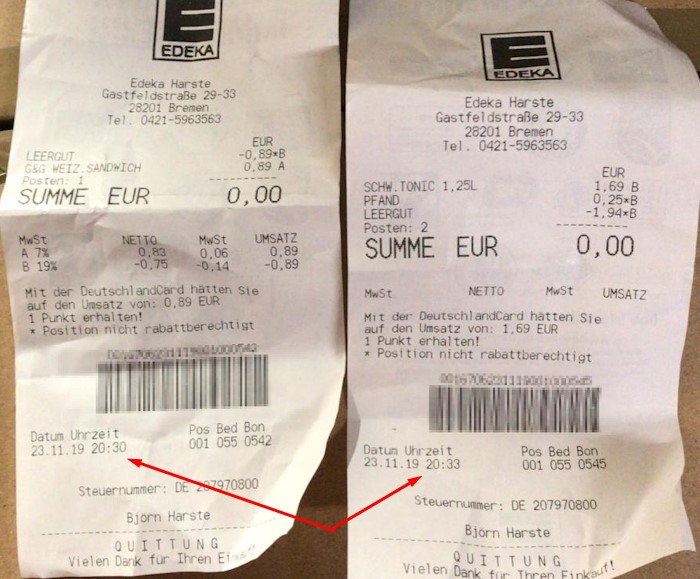 EDEKA
Edeka Harste
Gastfeldstraße 29-33
28201 Bremen
Tel. 0421-5963563
EUR
LEERGUT -0,89*B
G&G WEIZ.SANDWICH 0,89 A
Posten: 1
SUMME EUR 0,00
MwSt NETTO MwSt UMSATZ
A 7% 0,83 0,06 0,89
B 19% -0,75 -0,14 -0,89
Mit der DeutschlandCard hätten Sie
auf den Umsatz von: 0,89 EUR
1 Punkt erhalten!
* Position nicht rabattberechtigt
Datum Uhrzeit Pos Bed Bon
23.11.19 20:30 001 055 0542
Steuernummer: DE 207970800
Björn Harste
QUITTUNG
Vielen Dank für Ihren Einkauf!
EDEKA
Edeka Harste
Gastfeldstraße 29-33
28201 Bremen
Tel. 0421-5963563
EUR
SCHW.TONIC 1,25L 1,69 B
PFAND 0,25*B
LEERGUT -1,94*B
Posten: 2
SUMME EUR 0,00
MwSt NETTO MwSt UMSATZ
Mit der DeutschlandCard hätten Sie
auf den Umsatz von: 1,69 EUR
1 Punkt erhalten!
* Position nicht rabattberechtigt
Datum Uhrzeit Pos Bed Bon
23.11.19 20:33 001 055 0545
Steuernummer: DE 207970800
Björn Harste
QUITTUNG
Vielen Dank für Ihren Einkauf!